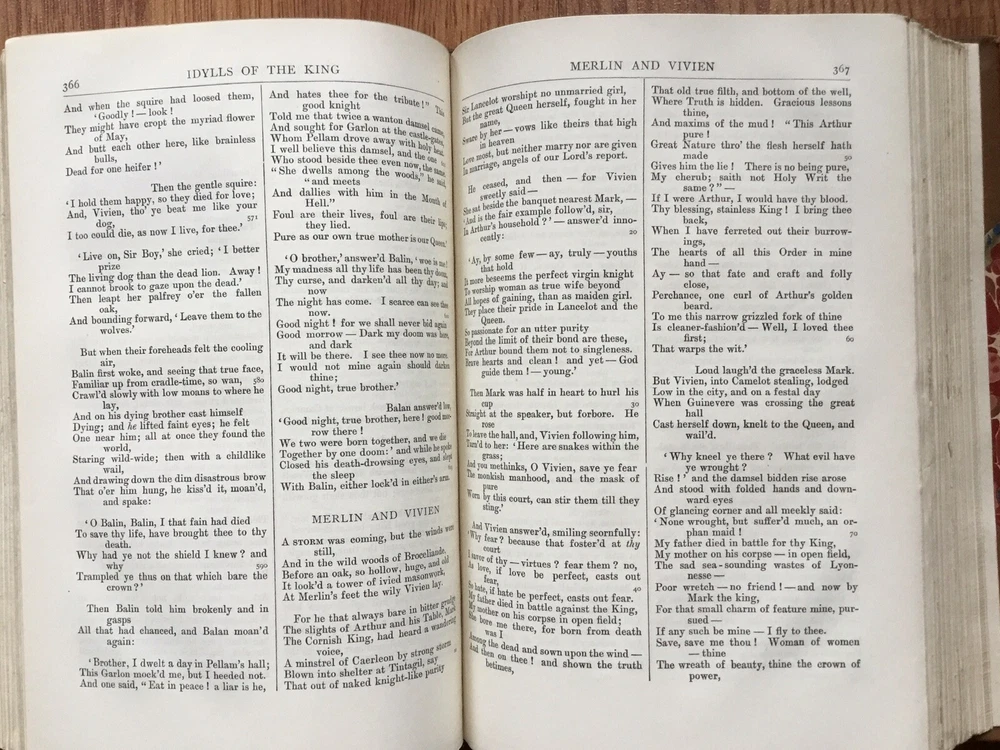 366
IDYLLS OF THE KING
And when the squire had loosed them,
‘Goodly!—look!
They might have cropt the myriad flower
of May,
And butt each other here, like brainless
bulls,
Dead for one heifer!’
Then the gentle squire:
‘I hold them happy, so they died for love;
And, Vivien, tho’ ye beat me like your
dog, 571
I too could die, as now I live, for thee.’
‘Live on, Sir Boy,’ she cried; ‘I better
prize
The living dog than the dead lion. Away!
I cannot brook to gaze upon the dead.’
Then leapt her palfrey o’er the fallen
oak,
And bounding forward, ‘Leave them to the
wolves.’
But when their foreheads felt the cooling
air,
Balin first woke, and seeing that true face,
Familiar up from cradle-time, so wan, 580
Crawl’d slowly with low moans to where he
lay,
And on his dying brother cast himself
Dying; and he lifted faint eyes; he felt
One near him; all at once they found the
world,
Staring wild-wide; then with a childlike
wail,
And drawing down the dim disastrous brow
That o’er him hung, he kiss’d it, moan’d,
and spake:
‘O Balin, Balin, I that fain had died
To save thy life, have brought thee to thy
death.
Why had ye not the shield I knew? and
why 590
Trampled ye thus on that which bare the
crown?’
Then Balin told him brokenly and in
gasps
All that had chanced, and Balan moan’d
again:
‘Brother, I dwelt a day in Pellam’s hall;
This Garlon mock’d me, but I heeded not.
And one said, “Eat in peace! a liar is he,
And hates thee for the tribute!” This
good knight
Told me that twice a wanton damsel came,
And sought for Garlon at the castle-gates,
Whom Pellam drove away with holy heat.
I well believe this damsel, and the one
Who stood beside thee even now, the same.
“She dwells among the woods,” he said,
“and meets
And dallies with him in the Mouth of
Hell.”
Foul are their lives, foul are their lips;
they lied.
Pure as our own true mother is our Queen.’
‘O brother,’ answer’d Balin, ‘woe is me!
My madness all thy life has been thy doom,
Thy curse, and darken’d all thy day; and
now
The night has come. I scarce can see thee
now.
Good night! for we shall never bid again
Good morrow—Dark my doom was here,
and dark
It will be there. I see thee now no more.
I would not mine again should darken
thine;
Good night, true brother.’
Balan answer’d low,
‘Good night, true brother, here! good mor-
row there!
We two were born together, and we die
Together by one doom:’ and while he spoke
Closed his death-drowsing eyes, and slept
the sleep
With Balin, either lock’d in either’s arm.
MERLIN AND VIVIEN
A STORM was coming, but the winds were
still,
And in the wild woods of Broceliande,
Before an oak, so hollow, huge, and old
It look’d a tower of ivied masonwork,
At Merlin’s feet the wily Vivien lay.
For he that always bare in bitter grudge
The slights of Arthur and his Table, Mark
The Cornish King, had heard a wandering
voice,
A minstrel of Caerleon by strong storm
Blown into shelter at Tintagil, say
That out of naked knight-like purity
MERLIN AND VIVIEN
367
Sir Lancelot worshipt no unmarried girl,
But the great Queen herself, fought in her
name,
Sware by her—vows like theirs that high
in heaven
Love most, but neither marry nor are given
In marriage, angels of our Lord’s report.
He ceased, and then—for Vivien
sweetly said—
She sat beside the banquet nearest Mark,—
‘And is the fair example follow’d, sir,
In Arthur’s household?’—answer’d inno-
cently: 20
‘Ay, by some few—ay, truly—youths
that hold
It more beseems the perfect virgin knight
To worship woman as true wife beyond
All hopes of gaining, than as maiden girl.
They place their pride in Lancelot and the
Queen.
So passionate for an utter purity
Beyond the limit of their bond are these,
For Arthur bound them not to singleness.
Brave hearts and clean! and yet—God
guide them!—young.’
Then Mark was half in heart to hurl his
cup 30
Straight at the speaker, but forbore. He
rose
To leave the hall, and, Vivien following him,
Turn’d to her: ‘Here are snakes within the
grass;
And you methinks, O Vivien, save ye fear
The monkish manhood, and the mask of
pure
Worn by this court, can stir them till they
sting.’
And Vivien answer’d, smiling scornfully:
‘Why fear? because that foster’d at thy
court
I savor of thy—virtues? fear them? no,
As love, if love be perfect, casts out
fear, 40
So hate, if hate be perfect, casts out fear.
My father died in battle against the King,
My mother on his corpse in open field;
She bore me there, for born from death
was I
Among the dead and sown upon the wind—
And then on thee! and shown the truth
betimes,
That old true filth, and bottom of the well,
Where Truth is hidden. Gracious lessons
thine,
And maxims of the mud! “This Arthur
pure!
Great Nature thro’ the flesh herself hath
made 50
Gives him the lie! There is no being pure,
My cherub; saith not Holy Writ the
same?”—
If I were Arthur, I would have thy blood.
Thy blessing, stainless King! I bring thee
back,
When I have ferreted out their burrow-
ings,
The hearts of all this Order in mine
hand—
Ay—so that fate and craft and folly
close,
Perchance, one curl of Arthur’s golden
beard.
To me this narrow grizzled fork of thine
Is cleaner-fashion’d—Well, I loved thee
first; 60
That warps the wit.’
Loud laugh’d the graceless Mark.
But Vivien, into Camelot stealing, lodged
Low in the city, and on a festal day
When Guinevere was crossing the great
hall
Cast herself down, knelt to the Queen, and
wail’d.
‘Why kneel ye there? What evil have
ye wrought?
Rise!’ and the damsel bidden rise arose
And stood with folded hands and down-
ward eyes
Of glancing corner and all meekly said:
‘None wrought, but suffer’d much, an or-
phan maid! 70
My father died in battle for thy King,
My mother on his corpse—in open field,
The sad sea-sounding wastes of Lyon-
nesse—
Poor wretch—no friend!—and now by
Mark the king,
For that small charm of feature mine, pur-
sued—
If any such be mine—I fly to thee.
Save, save me thou! Woman of women
—thine
The wreath of beauty, thine the crown of
power,